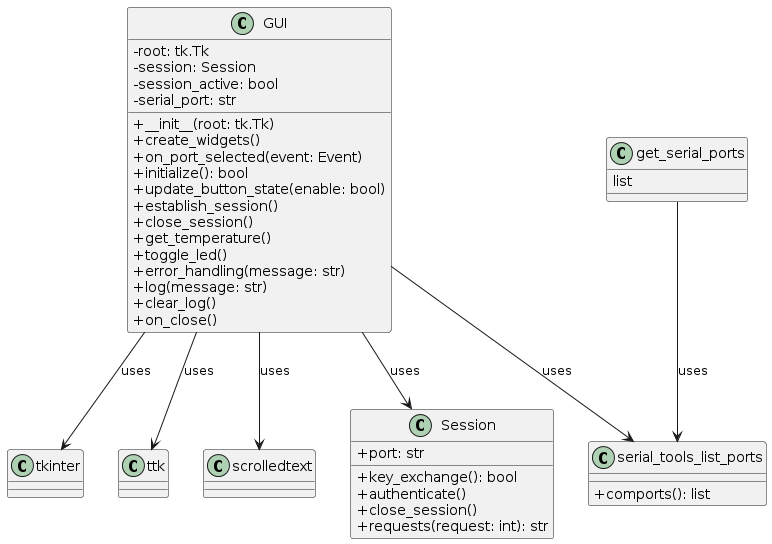 C GUI
-root: tk.Tk
-session: Session
-session_active: bool
-serial_port: str
+__init__(root: tk.Tk)
+create_widgets()
+on_port_selected(event: Event)
+initialize(): bool
+update_button_state(enable: bool)
+establish_session()
+close_session()
+get_temperature()
+toggle_led()
+error_handling(message: str)
+log(message: str)
+clear_log()
+on_close()
C get_serial_ports
list
uses
uses
uses
uses
uses
uses
C tkinter
C ttk
C scrolledtext
C Session
+port: str
+key_exchange(): bool
+authenticate()
+close_session()
+requests(request: int): str
C serial_tools_list_ports
+comports(): list